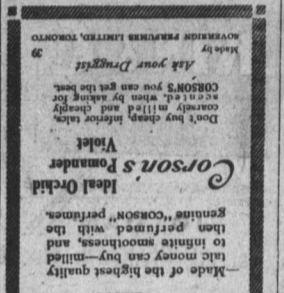 —Made of the highest quality
talc money can buy—milled
to infinite smoothness, and
then perfumed with the
genuine "CORSON" perfumes.
Corson's
Ideal Orchid
Pomander
Violet
Don't buy cheap, inferior talcs,
coarsely milled and cheaply
scented, when by asking for
CORSON'S you can get the best.
Ask your Druggist
39
Made by
SOVEREIGN PERFUMES LIMITED, TORONTO